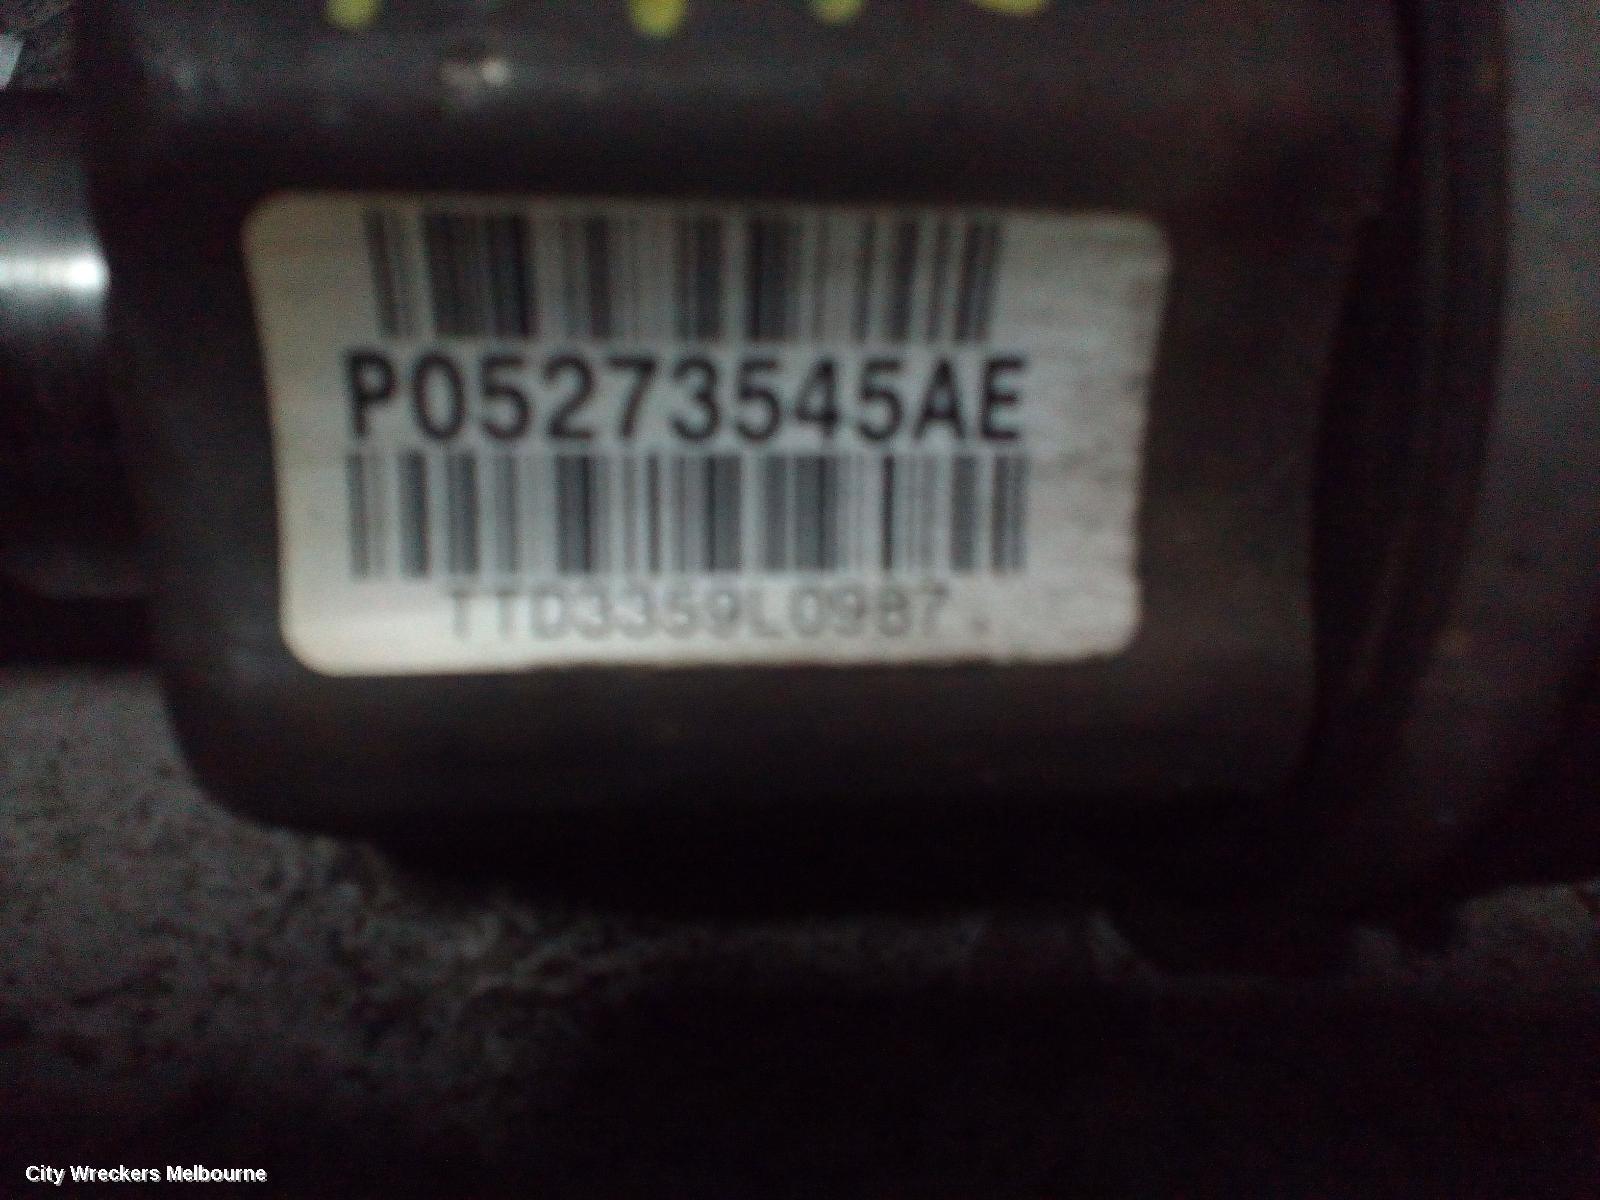 P05273545AE
TTD3359L0987.
City Wreckers Melbourne